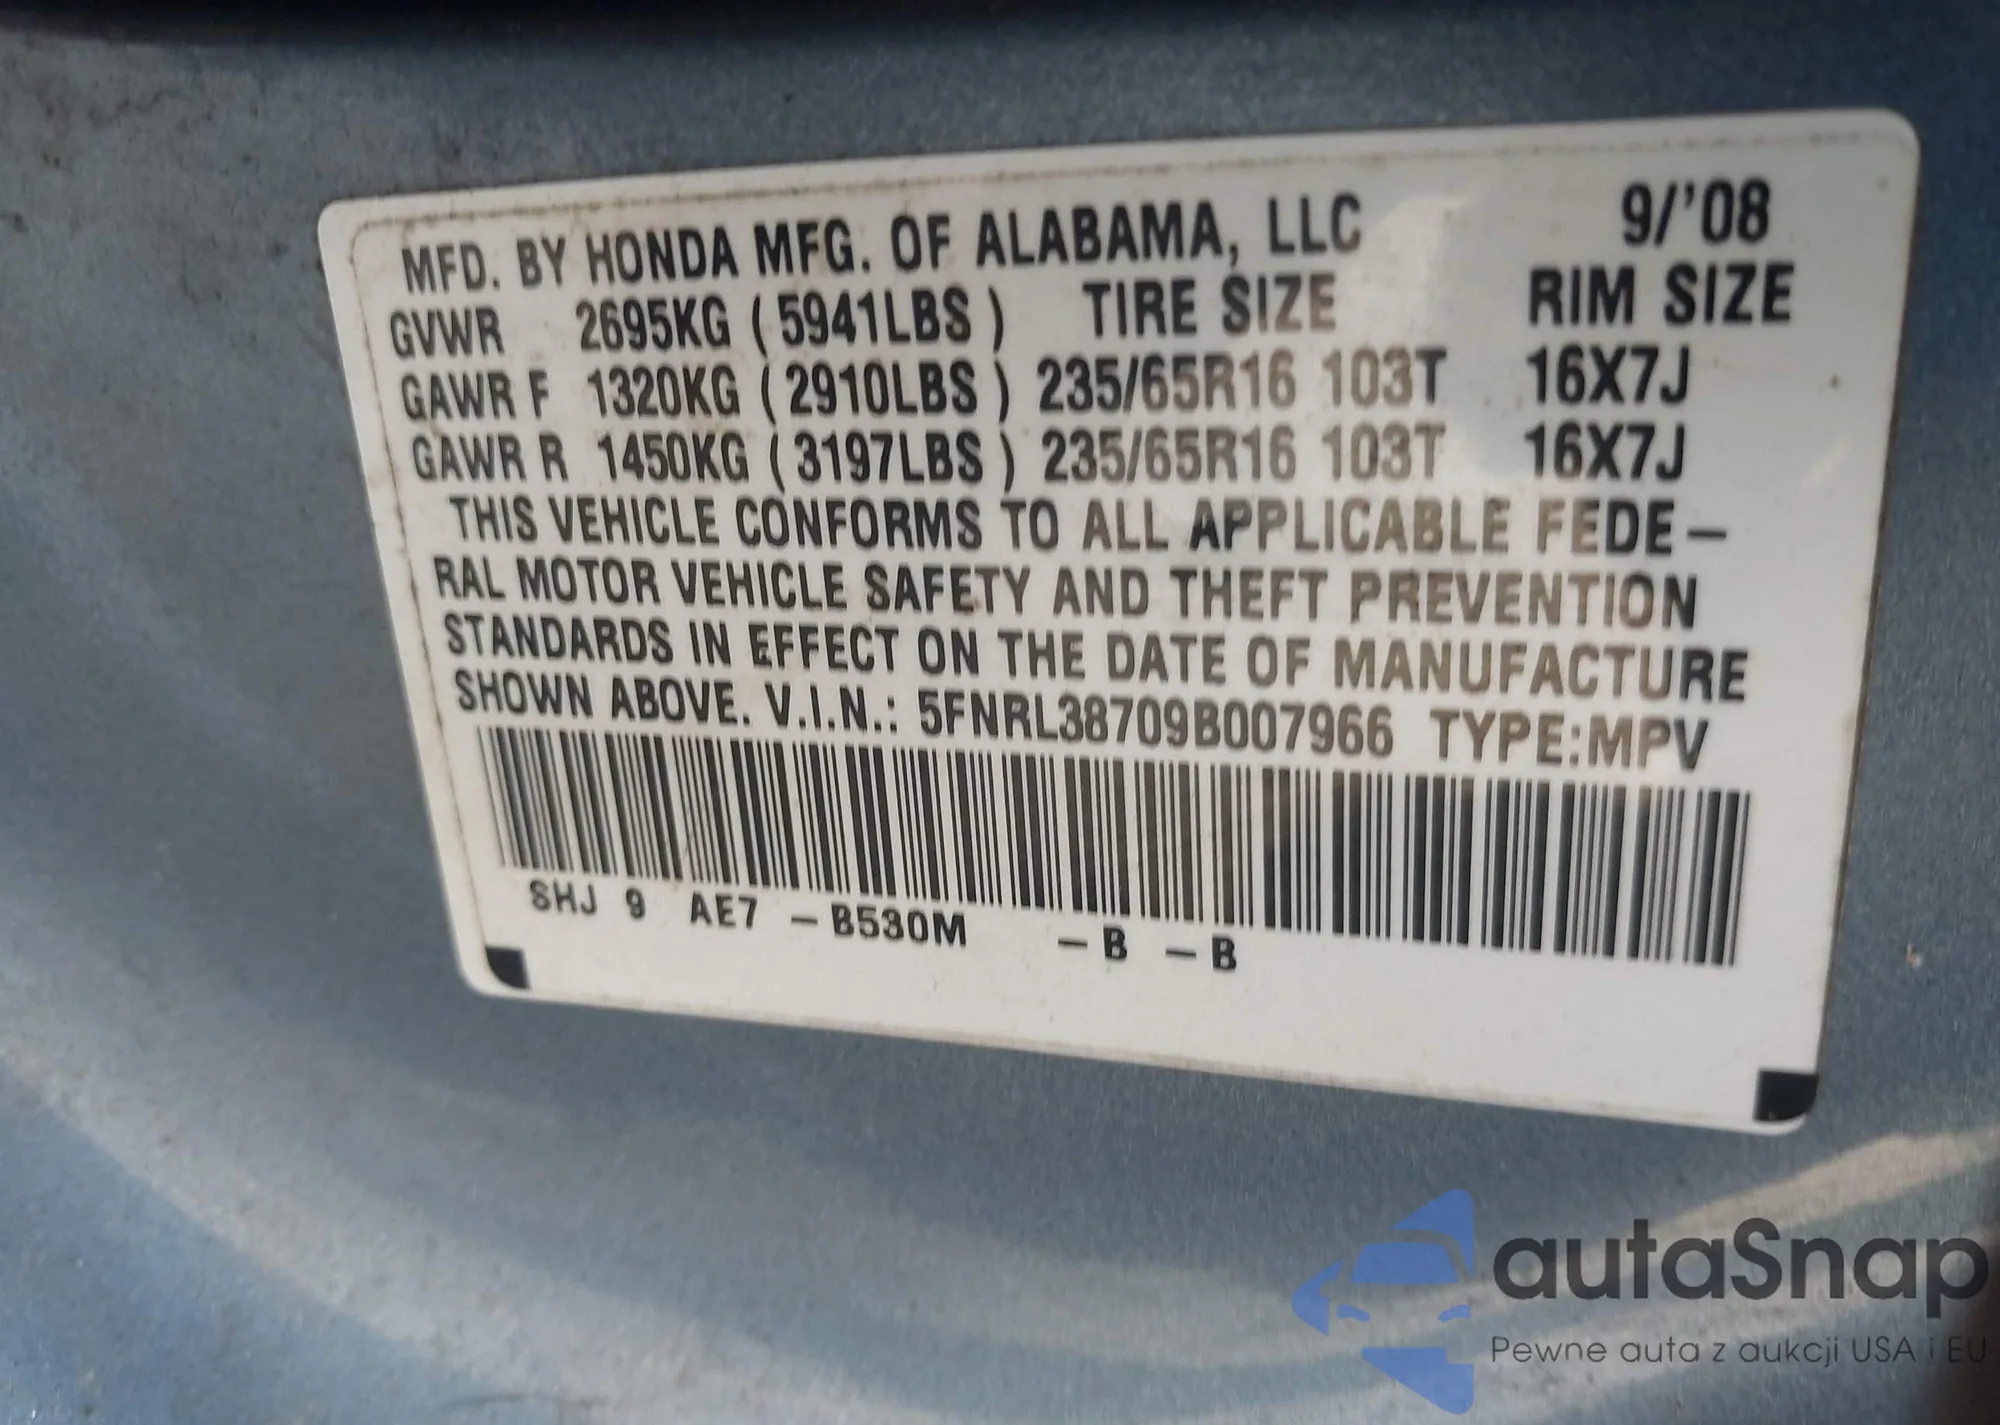 MFD. BY HONDA MFG. OF ALABAMA, LLC 9/'08
GVWR 2695KG ( 5941LBS ) TIRE SIZE RIM SIZE
GAWR F 1320KG ( 2910LBS ) 235/65R16 103T 16X7J
GAWR R 1450KG ( 3197LBS ) 235/65R16 103T 16X7J
THIS VEHICLE CONFORMS TO ALL APPLICABLE FEDE–
RAL MOTOR VEHICLE SAFETY AND THEFT PREVENTION
STANDARDS IN EFFECT ON THE DATE OF MANUFACTURE
SHOWN ABOVE. V.I.N.: 5FNRL38709B007966 TYPE:MPV
SHJ 9 AE7 –B530M –B –B
autaSnap
Pewne auta z aukcji USA i EU